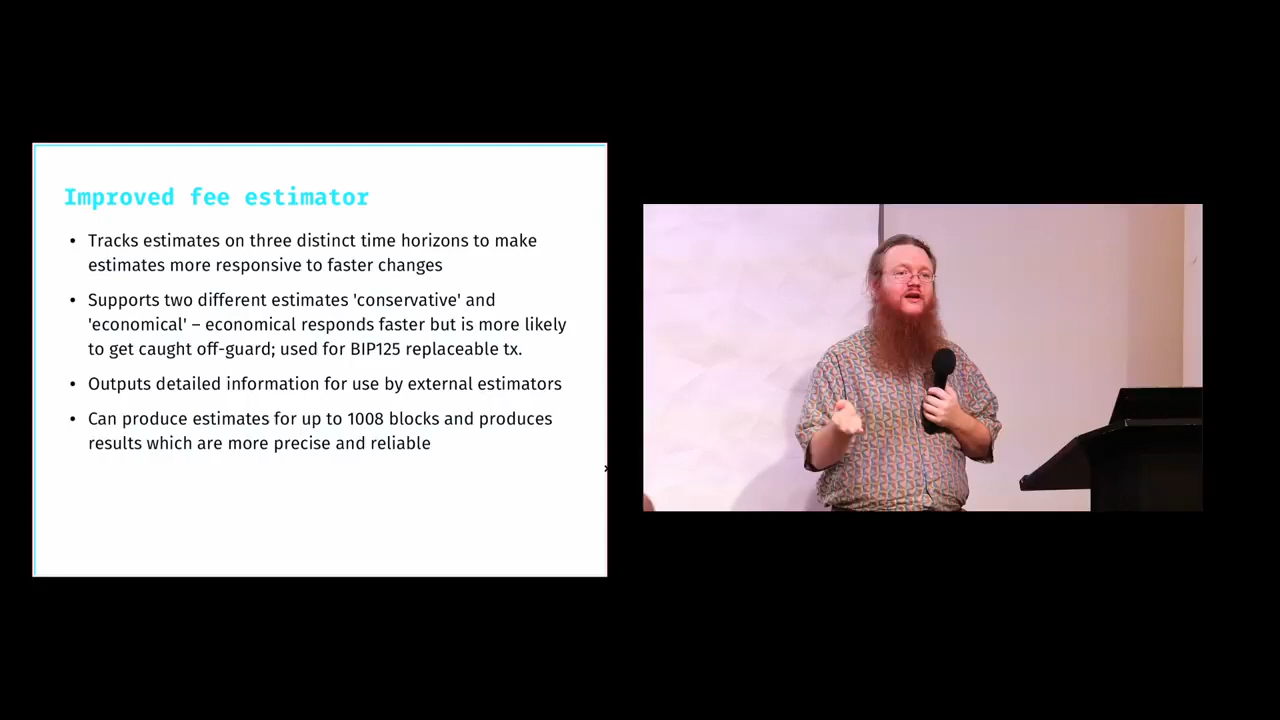 Improved fee estimator
• Tracks estimates on three distinct time horizons to make
estimates more responsive to faster changes
• Supports two different estimates 'conservative' and
'economical' – economical responds faster but is more likely
to get caught off-guard; used for BIP125 replaceable tx.
• Outputs detailed information for use by external estimators
• Can produce estimates for up to 1008 blocks and produces
results which are more precise and reliable